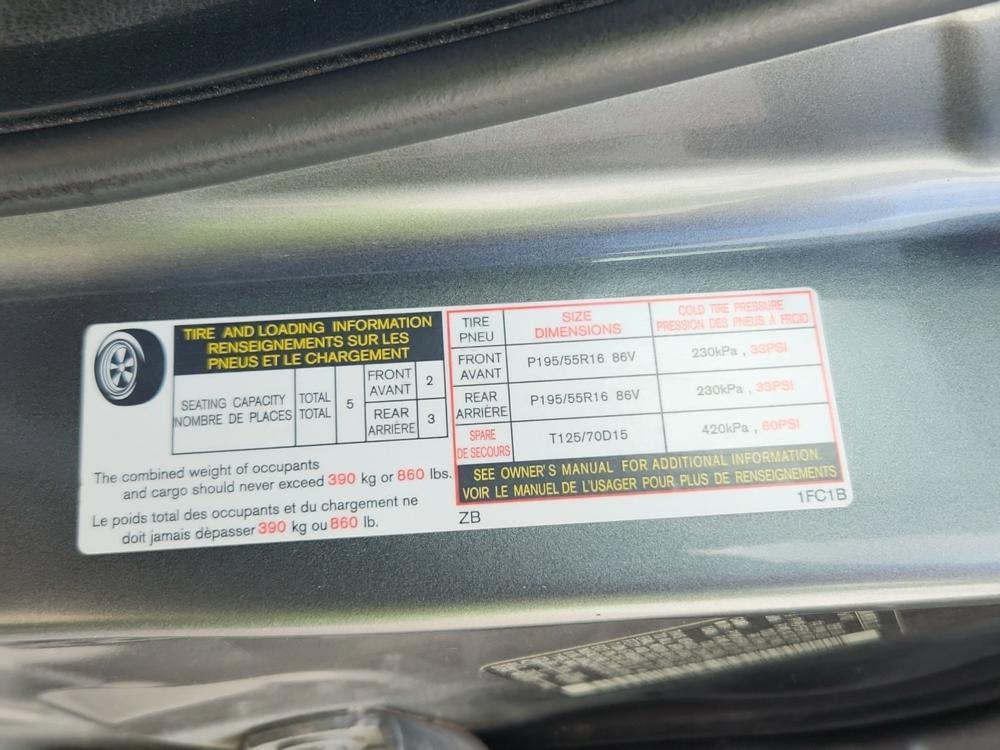 TIRE AND LOADING INFORMATION
RENSEIGNEMENTS SUR LES
PNEUS ET LE CHARGEMENT
SEATING CAPACITY
NOMBRE DE PLACES
TOTAL
TOTAL
5
FRONT
AVANT
2
REAR
ARRIÈRE
3
The combined weight of occupants
and cargo should never exceed 390 kg or 860 lbs.
Le poids total des occupants et du chargement ne
doit jamais dèpasser 390 kg ou 860 lb.
TIRE
PNEU
SIZE
DIMENSIONS
COLD TIRE PRESSURE
PRESSION DES PNEUS À FROID
FRONT
AVANT
P195/55R16 86V
230kPa , 33PSI
REAR
ARRIÈRE
P195/55R16 86V
230kPa , 33PSI
SPARE
DE SECOURS
T125/70D15
420kPa , 60PSI
SEE OWNER'S MANUAL FOR ADDITIONAL INFORMATION.
VOIR LE MANUEL DE L'USAGER POUR PLUS DE RENSEIGNEMENTS
ZB
1FC1B